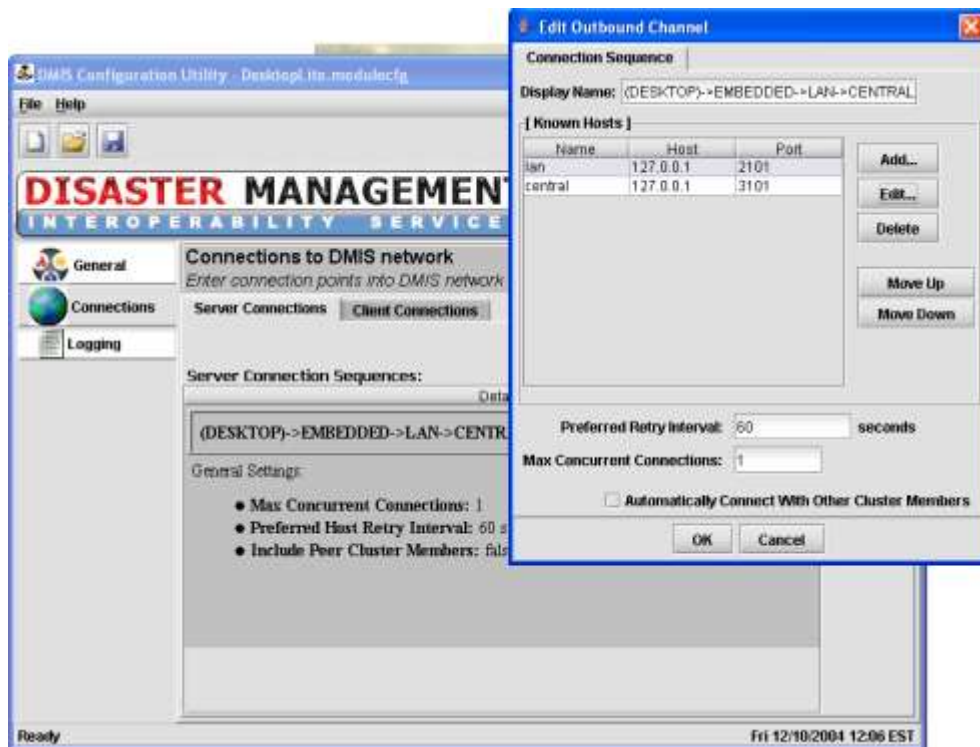 DMIS Configuration Utility - DesktopLite.modulecfg
File Help
DISASTER MANAGEMENT
INTEROPERABILITY SERVICE
General
Connections
Logging
Connections to DMIS network
Enter connection points into DMIS network
Server Connections Client Connections
Server Connection Sequences:
Deta
(DESKTOP)->EMBEDDED->LAN->CENTR
General Settings:
● Max Concurrent Connections: 1
● Preferred Host Retry Interval: 60 s
● Include Peer Cluster Members: fals
Ready
Fri 12/10/2004 12:06 EST
Edit Outbound Channel
Connection Sequence
Display Name: (DESKTOP)->EMBEDDED->LAN->CENTRAL
[ Known Hosts ]
Name Host Port
lan 127.0.0.1 2101
central 127.0.0.1 3101
Add...
Edit...
Delete
Move Up
Move Down
Preferred Retry Interval: 60 seconds
Max Concurrent Connections: 1
Automatically Connect With Other Cluster Members
OK Cancel